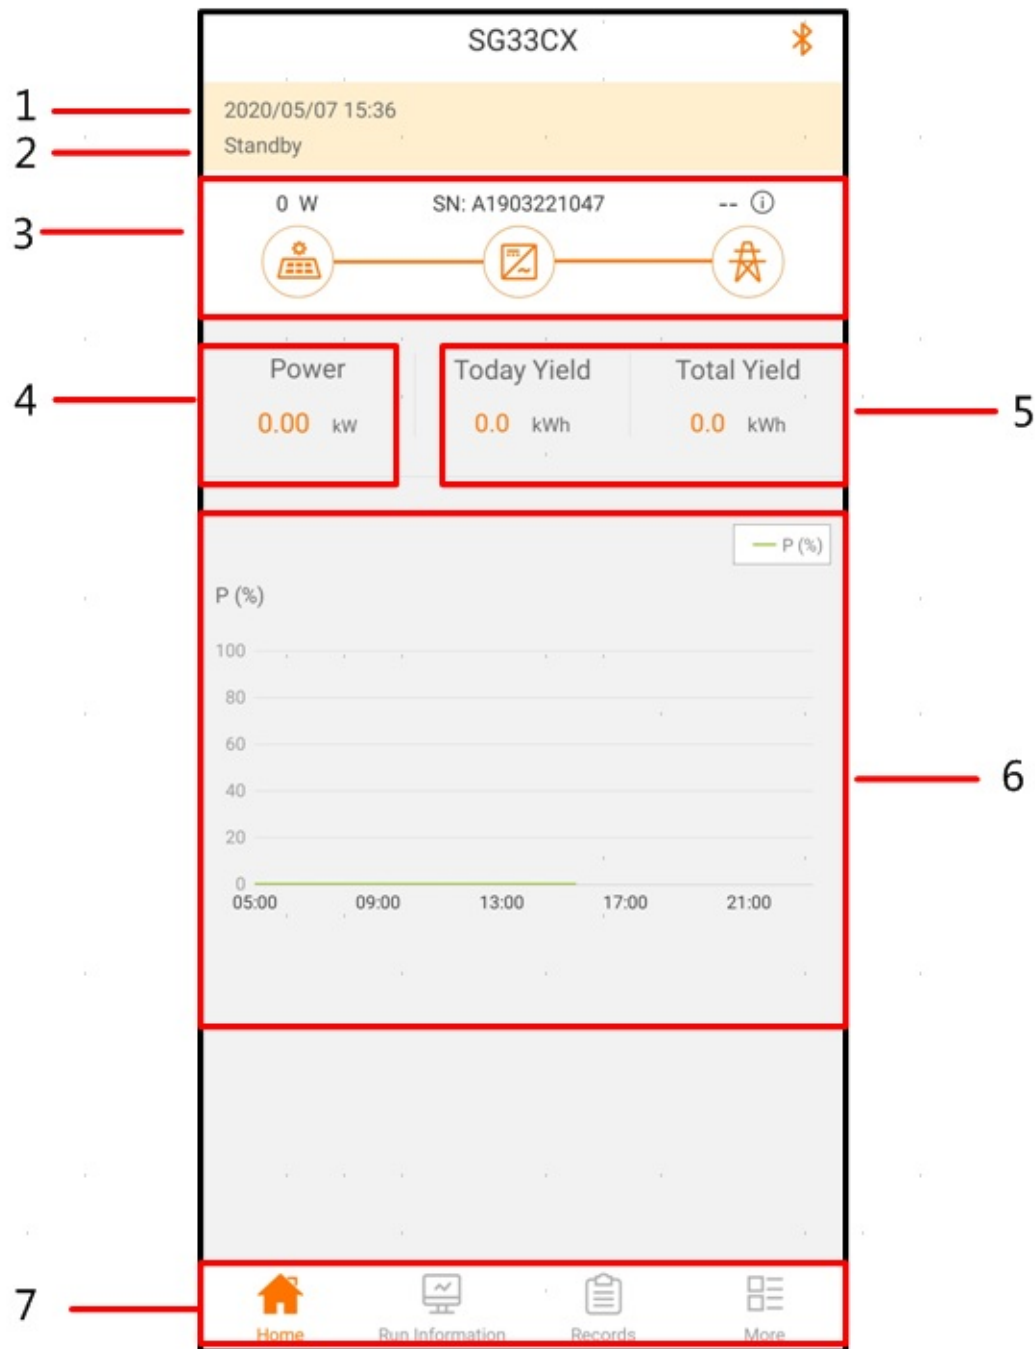 SG33CX
1
2020/05/07 15:36
2
Standby
3
0 W SN: A1903221047 --
4
Power Today Yield Total Yield
0.00 kW 0.0 kWh 0.0 kWh
5
P (%)
P (%)
100
80
60
6
40
20
0
05:00 09:00 13:00 17:00 21:00
7
Home Run Information Records More